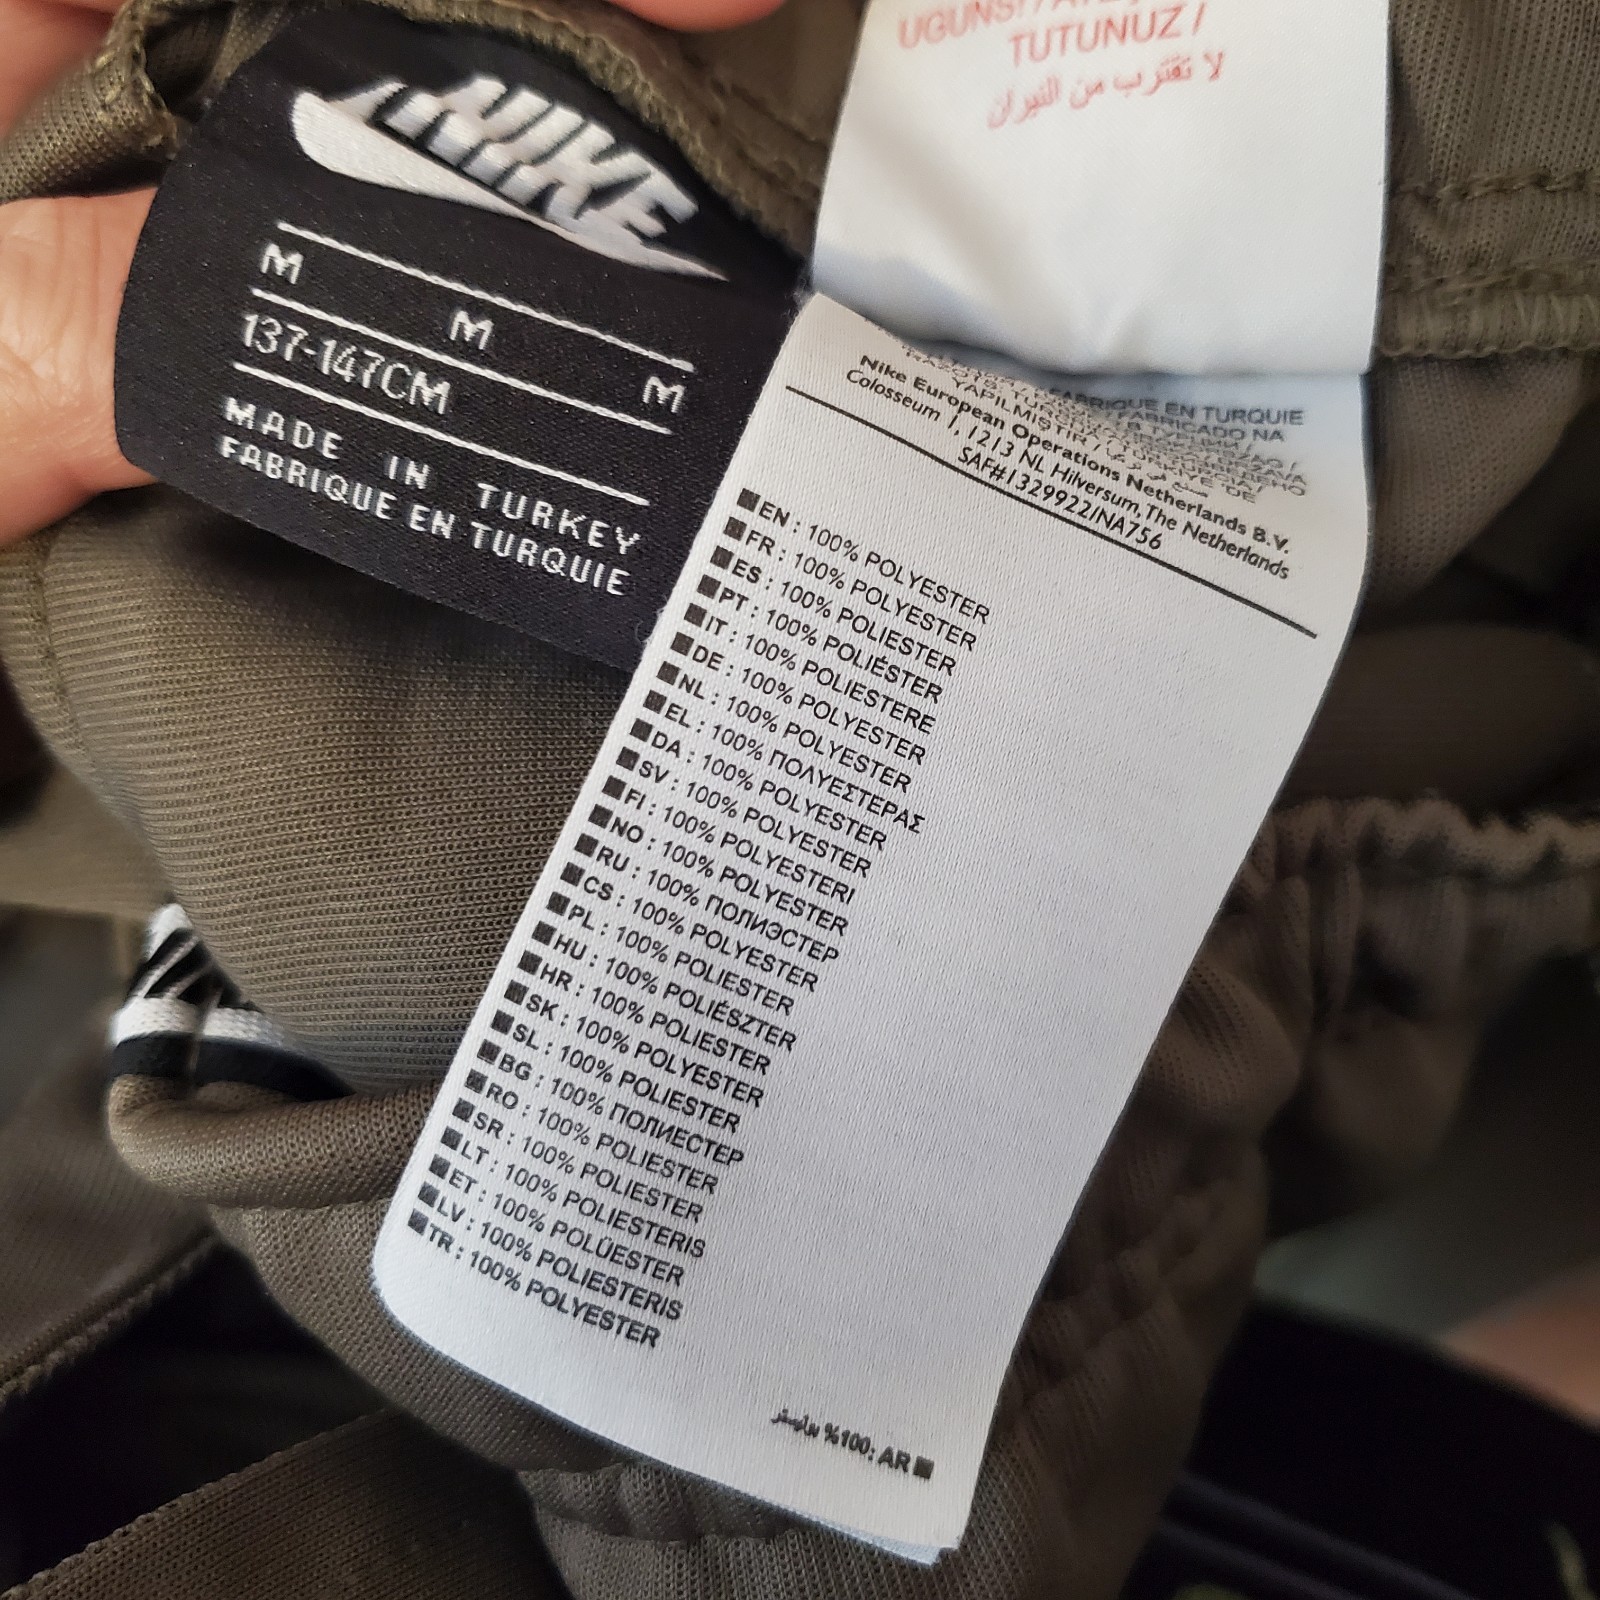 NIKE
M
M
M
137-147CM
MADE IN TURKEY
FABRIQUE EN TURQUIE
TUTUNUZ /
لا تقترب من النيران
FABRIQUE EN TURQUIE
FABRICADO NA
YAPILMIŞTIR /
Nike European Operations Netherlands B.V.
Colosseum 1, 1213 NL Hilversum, The Netherlands
SAF#1329922/NA756
EN : 100% POLYESTER
FR : 100% POLYESTER
ES : 100% POLIESTER
PT : 100% POLIÉSTER
IT : 100% POLIESTERE
DE : 100% POLYESTER
NL : 100% POLYESTER
EL : 100% ΠΟΛΥΕΣΤΕΡΑΣ
DA : 100% POLYESTER
SV : 100% POLYESTER
FI : 100% POLYESTERI
NO : 100% POLYESTER
RU : 100% ПОЛИЭСТЕР
CS : 100% POLYESTER
PL : 100% POLIESTER
HU : 100% POLIÉSZTER
HR : 100% POLIESTER
SK : 100% POLYESTER
SL : 100% POLIESTER
BG : 100% ПОЛИЕСТЕР
RO : 100% POLIESTER
SR : 100% POLIESTER
LT : 100% POLIESTERIS
ET : 100% POLÜESTER
LV : 100% POLIESTERIS
TR : 100% POLYESTER
AR :100% بوليستر